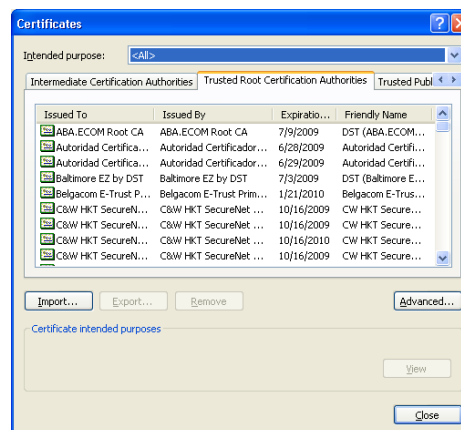 Certificates
Intended purpose: <All>
Intermediate Certification Authorities Trusted Root Certification Authorities Trusted Publ
Issued To Issued By Expiratio... Friendly Name
ABA.ECOM Root CA ABA.ECOM Root CA 7/9/2009 DST (ABA.ECOM...
Autoridad Certifica... Autoridad Certificador... 6/28/2009 Autoridad Certifi...
Autoridad Certifica... Autoridad Certificador... 6/29/2009 Autoridad Certifi...
Baltimore EZ by DST Baltimore EZ by DST 7/3/2009 DST (Baltimore E...
Belgacom E-Trust P... Belgacom E-Trust Prim... 1/21/2010 Belgacom E-Trus...
C&W HKT SecureN... C&W HKT SecureNet ... 10/16/2009 CW HKT Secure...
C&W HKT SecureN... C&W HKT SecureNet ... 10/16/2009 CW HKT Secure...
C&W HKT SecureN... C&W HKT SecureNet ... 10/16/2010 CW HKT Secure...
C&W HKT SecureN... C&W HKT SecureNet ... 10/16/2009 CW HKT Secure...
Import... Export... Remove Advanced...
Certificate intended purposes
View
Close